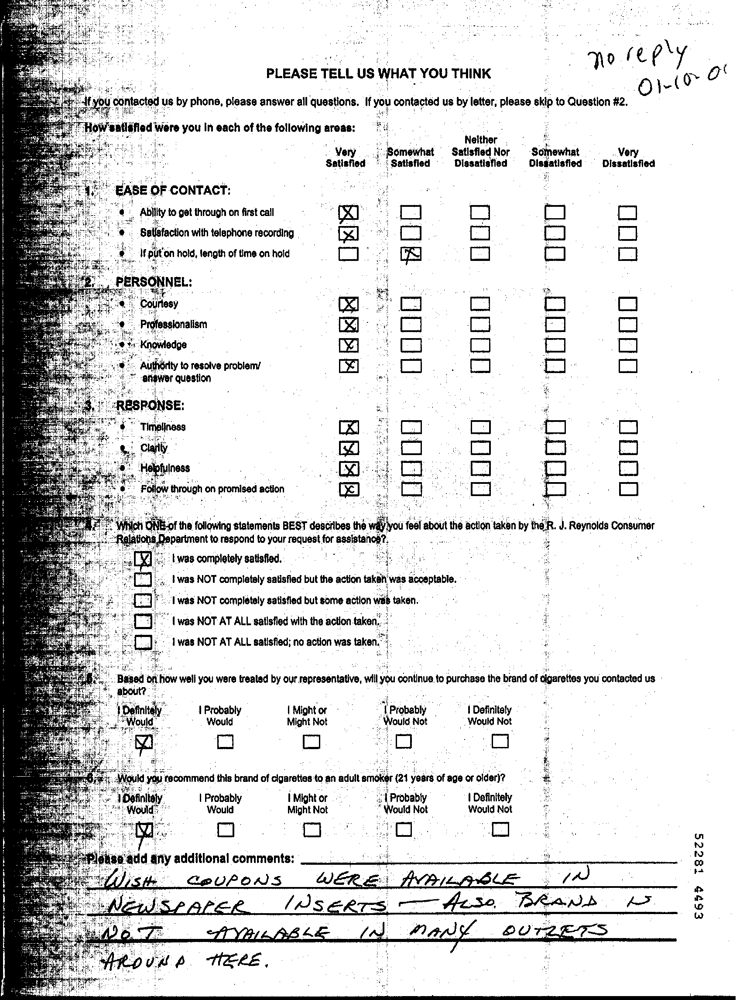 no reply
01-10-01
PLEASE TELL US WHAT YOU THINK
If you contacted us by phone, please answer all questions. If you contacted us by letter, please skip to Question #2.
How satisfied were you in each of the following areas:
Very Satisfied Somewhat Satisfied Neither Satisfied Nor Dissatisfied Somewhat Dissatisfied Very Dissatisfied
1. EASE OF CONTACT:
• Ability to get through on first call
• Satisfaction with telephone recording
• If put on hold, length of time on hold
2. PERSONNEL:
• Courtesy
• Professionalism
• Knowledge
• Authority to resolve problem/
answer question
3. RESPONSE:
• Timeliness
• Clarity
• Helpfulness
• Follow through on promised action
4. Which ONE of the following statements BEST describes the way you feel about the action taken by the R. J. Reynolds Consumer
Relations Department to respond to your request for assistance?
I was completely satisfied.
I was NOT completely satisfied but the action taken was acceptable.
I was NOT completely satisfied but some action was taken.
I was NOT AT ALL satisfied with the action taken.
I was NOT AT ALL satisfied; no action was taken.
5. Based on how well you were treated by our representative, will you continue to purchase the brand of cigarettes you contacted us
about?
I Definitely Would I Probably Would I Might or Might Not I Probably Would Not I Definitely Would Not
6. Would you recommend this brand of cigarettes to an adult smoker (21 years of age or older)?
I Definitely Would I Probably Would I Might or Might Not I Probably Would Not I Definitely Would Not
Please add any additional comments:
WISH COUPONS WERE AVAILABLE IN
NEWSPAPER INSERTS — ALSO BRAND IS
NOT AVAILABLE IN MANY OUTLETS
AROUND HERE.
52281 4493